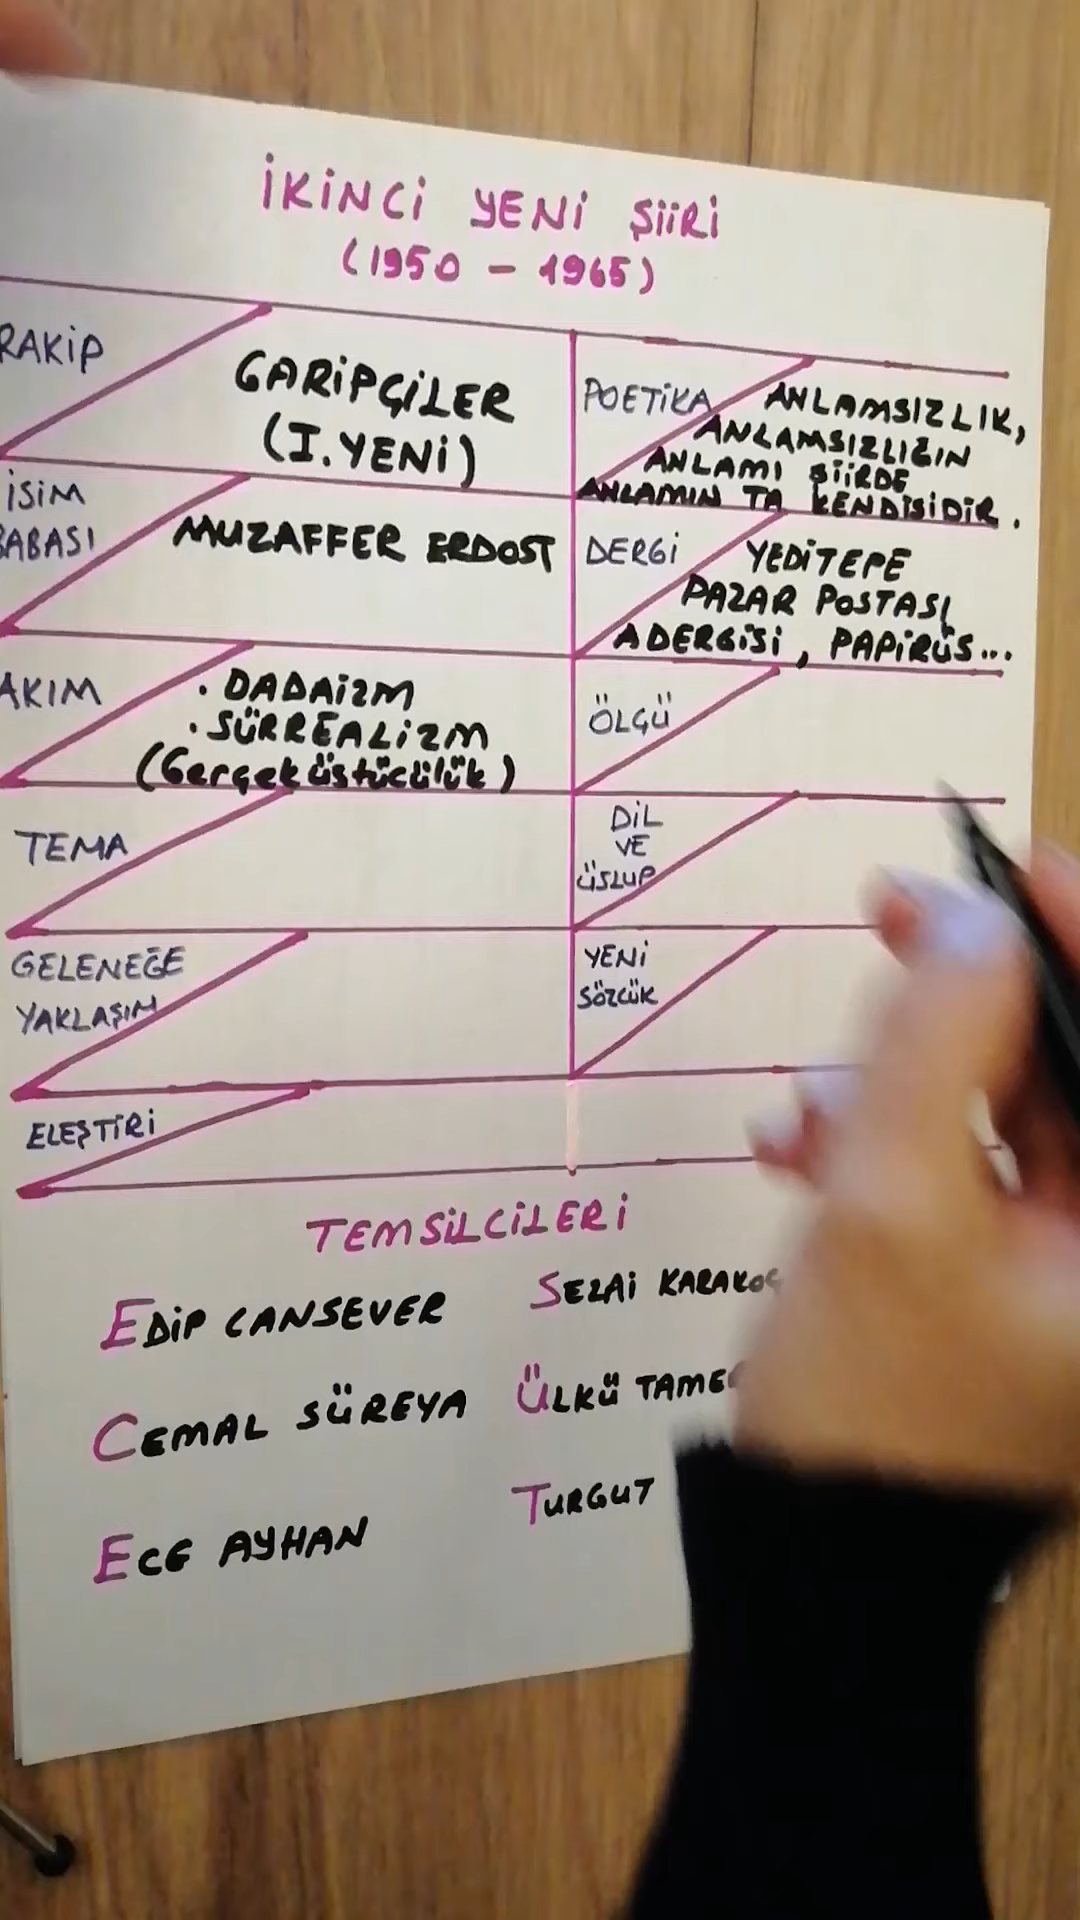 İKİNCİ YENİ ŞİİRİ
(1950 - 1965)
RAKİP
GARİPÇİLER
(I. YENİ)
İSİM
BABASI
MUZAFFER ERDOST
AKIM
. DADAİZM
. SÜRREALİZM
(Gerçeküstücülük)
TEMA
GELENEĞE
YAKLAŞIM
ELEŞTİRİ
POETİKA
ANLAMSIZLIK,
ANLAMSIZLIĞIN
ANLAMI ŞİİRDE
ANLAMIN TA KENDİSİDİR.
DERGİ
YEDİTEPE
PAZAR POSTASI
A DERGİSİ, PAPİRÜS...
ÖLÇÜ
DİL
VE
ÜSLUP
YENİ
SÖZCÜK
TEMSİLCİLERİ
EDİP CANSEVER
CEMAL SÜREYA
ECE AYHAN
SEZAİ KARAKOÇ
ÜLKÜ TAMER
TURGUT